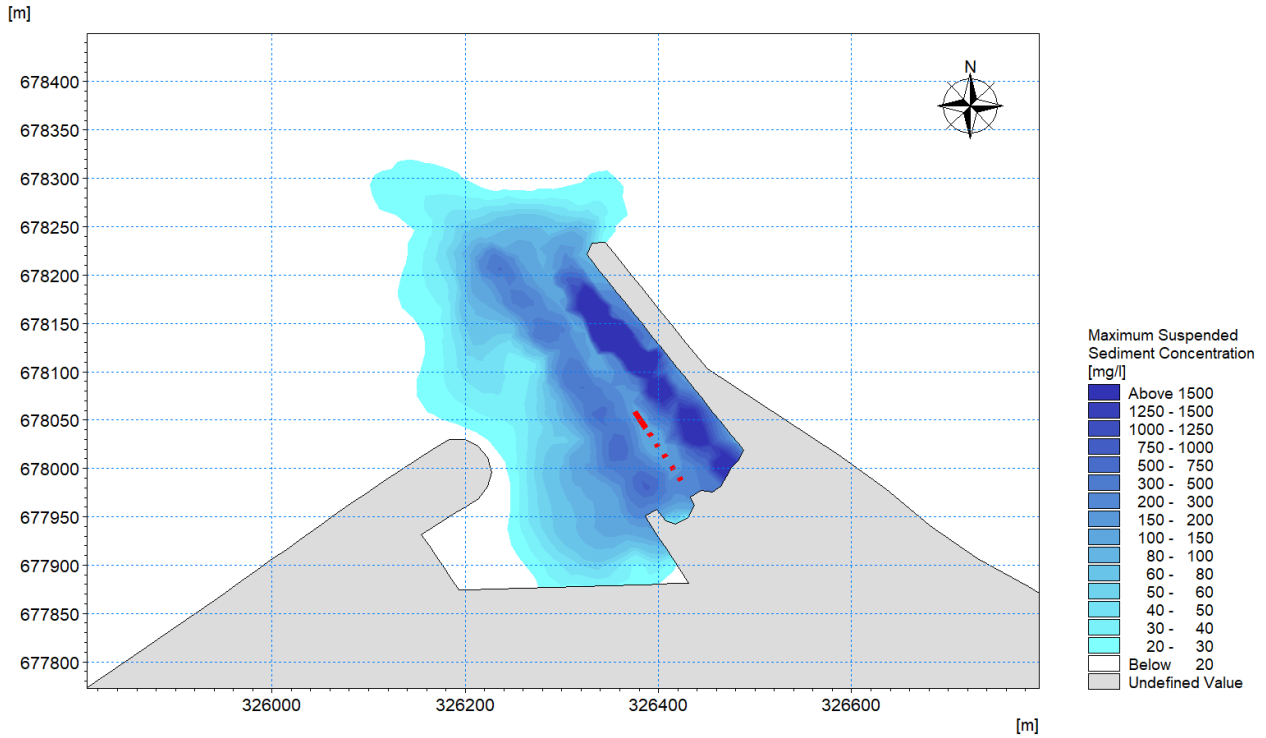 [m]
N
678400
678350
678300
678250
678200
678150
678100
678050
678000
677950
677900
677850
677800
326000 326200 326400 326600
[m]
Maximum Suspended
Sediment Concentration
[mg/l]
Above 1500
1250 - 1500
1000 - 1250
750 - 1000
500 - 750
300 - 500
200 - 300
150 - 200
100 - 150
80 - 100
60 - 80
50 - 60
40 - 50
30 - 40
20 - 30
Below 20
Undefined Value